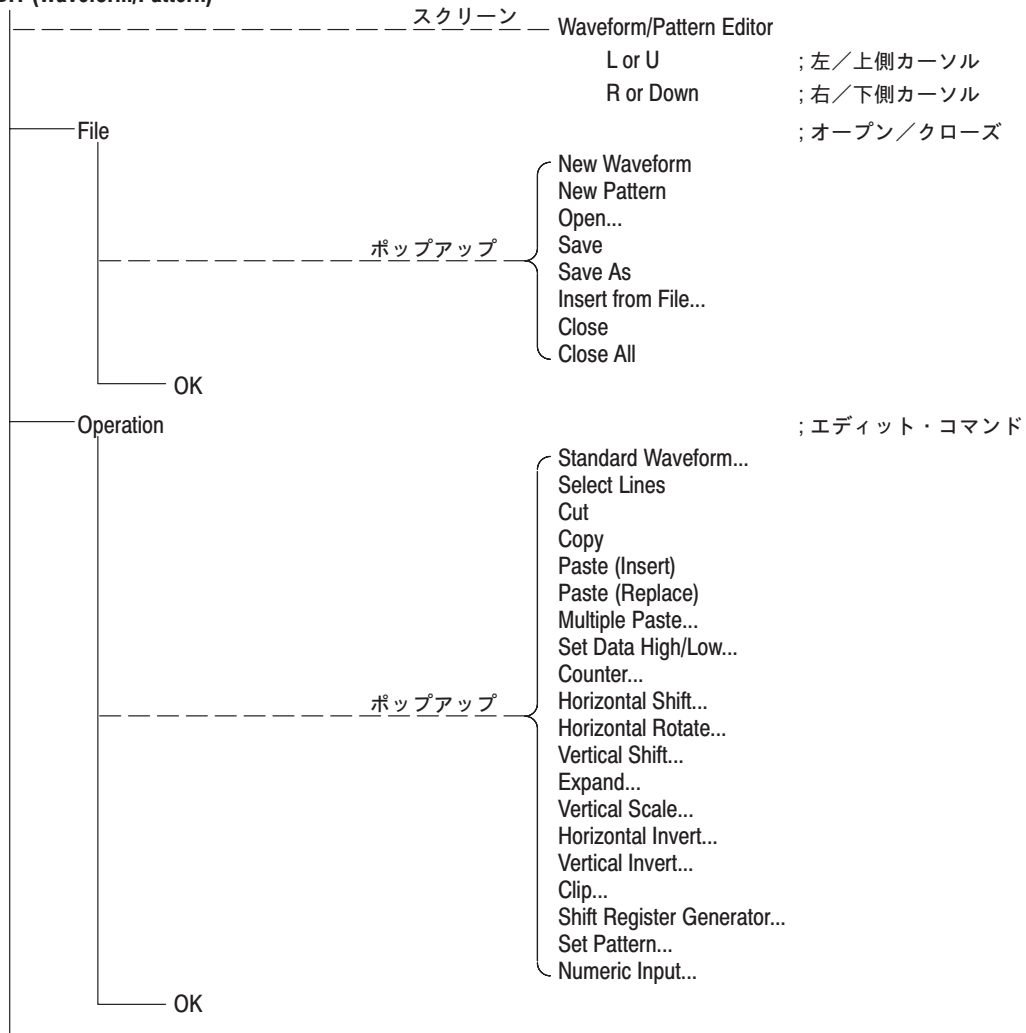 スクリーン
Waveform/Pattern Editor
L or U ; 左／上側カーソル
R or Down ; 右／下側カーソル
File ; オープン／クローズ
New Waveform
New Pattern
Open...
Save
ポップアップ
Save As
Insert from File...
Close
Close All
OK
Operation ; エディット・コマンド
Standard Waveform...
Select Lines
Cut
Copy
Paste (Insert)
Paste (Replace)
Multiple Paste...
Set Data High/Low...
Counter...
ポップアップ
Horizontal Shift...
Horizontal Rotate...
Vertical Shift...
Expand...
Vertical Scale...
Horizontal Invert...
Vertical Invert...
Clip...
Shift Register Generator...
Set Pattern...
Numeric Input...
OK